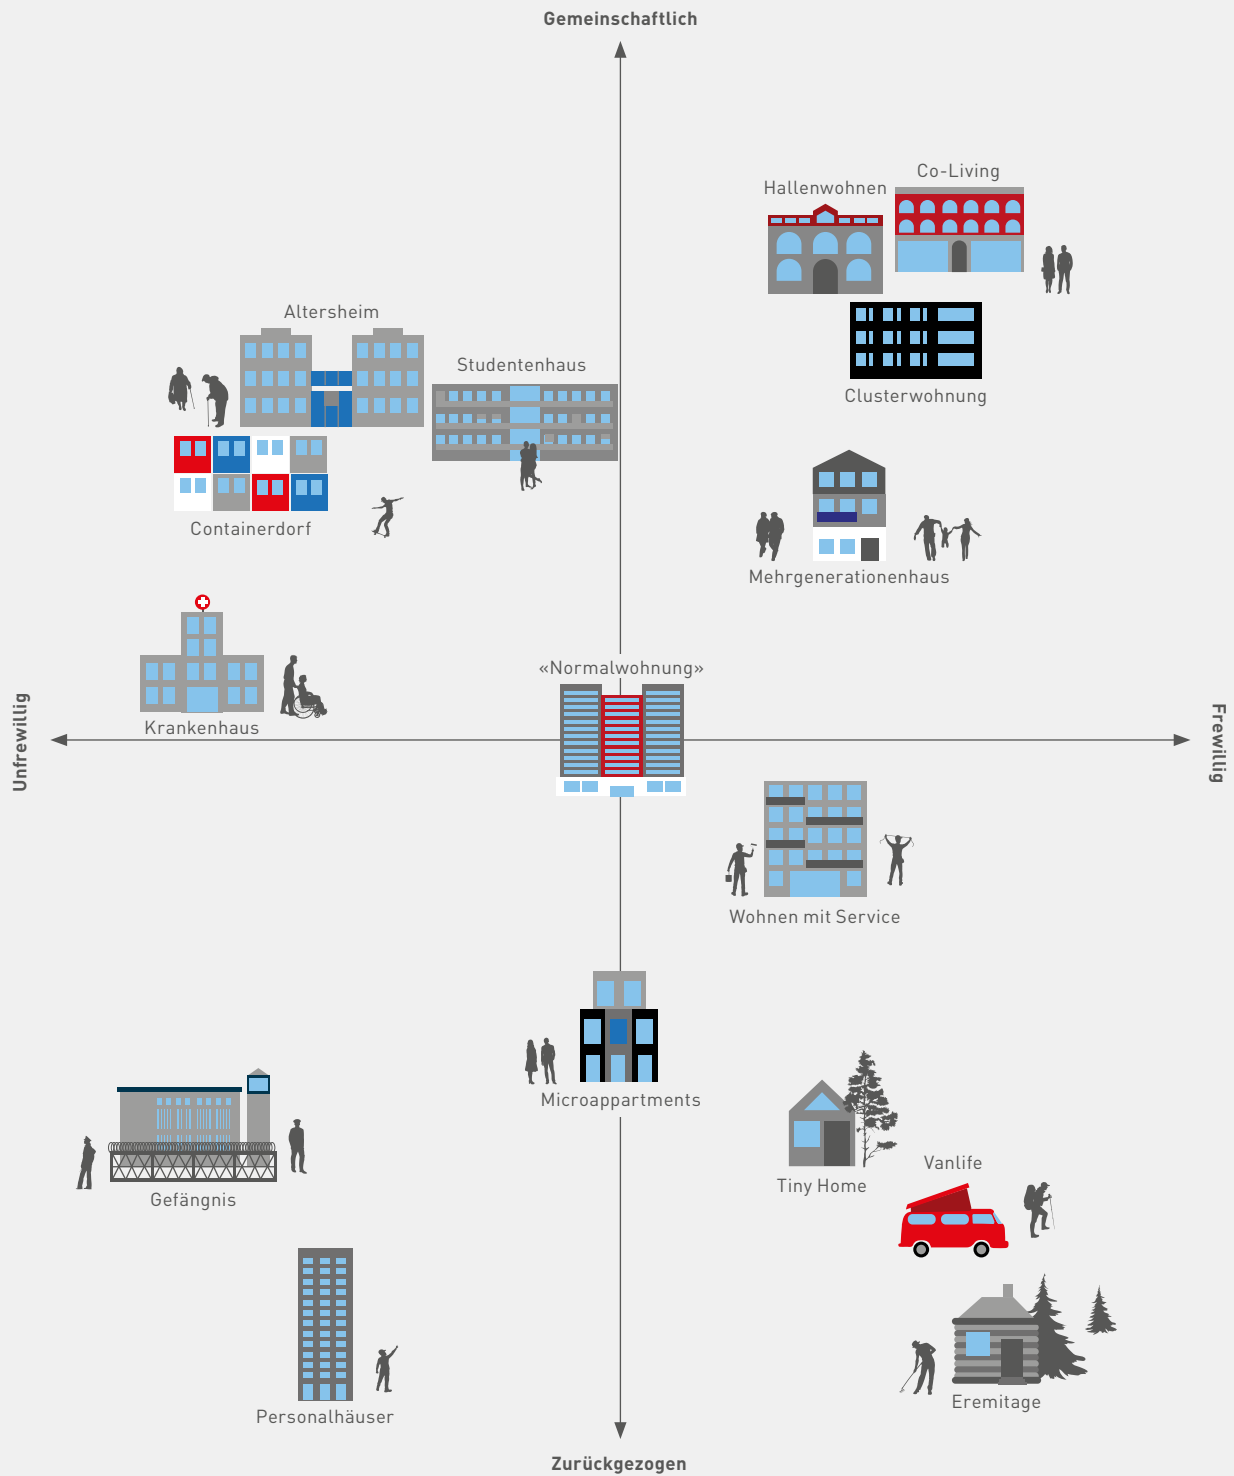 Gemeinschaftlich
Co-Living
Hallenwohnen
Altersheim
Studentenhaus
Clusterwohnung
Containerdorf
Mehrgenerationenhaus
«Normalwohnung»
Krankenhaus
Unfrewillig
Frewillig
Wohnen mit Service
Microappartments
Vanlife
Tiny Home
Gefängnis
Eremitage
Personalhäuser
Zurückgezogen